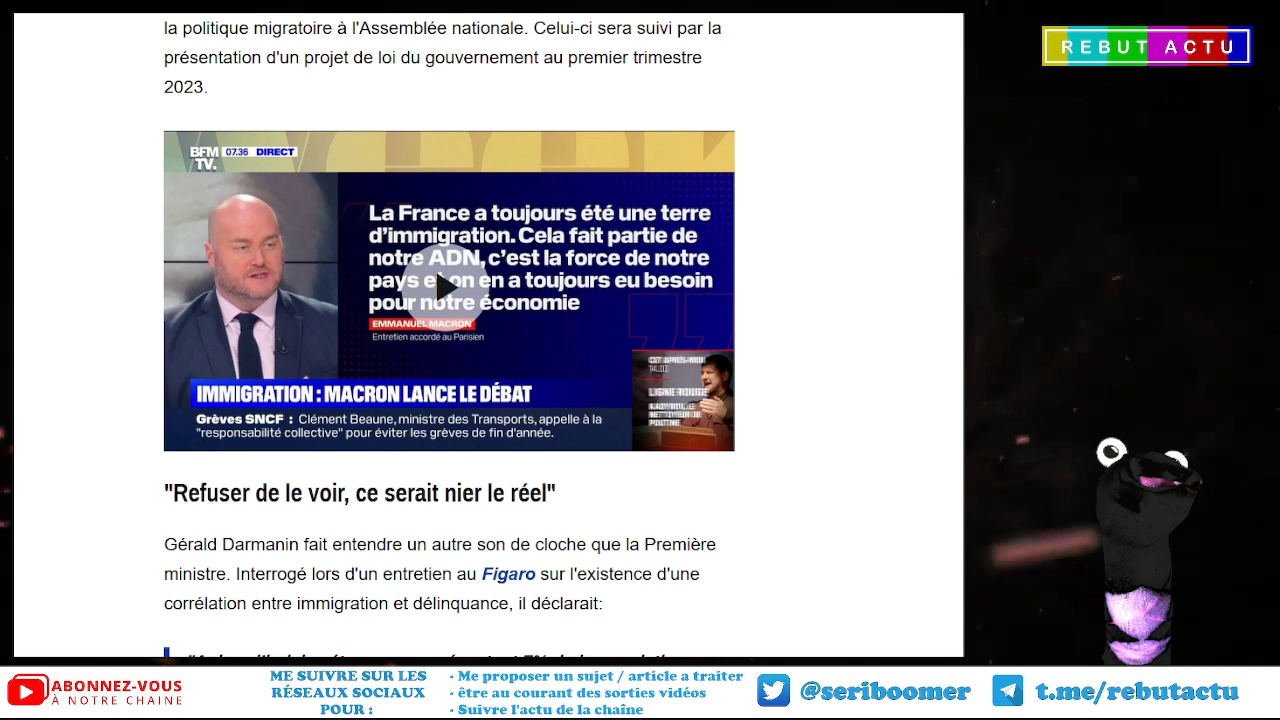 la politique migratoire à l'Assemblée nationale. Celui-ci sera suivi par la
présentation d'un projet de loi du gouvernement au premier trimestre
2023.
REBUT ACTU
BFM
TV.
07.36 DIRECT
La France a toujours été une terre
d'immigration. Cela fait partie de
notre ADN, c'est la force de notre
pays et on en a toujours eu besoin
pour notre économie
EMMANUEL MACRON
Entretien accordé au Parisien
CET APRÈS-MIDI
LIGNE ROUGE
IMMIGRATION : MACRON LANCE LE DÉBAT
Grèves SNCF : Clément Beaune, ministre des Transports, appelle à la
"responsabilité collective" pour éviter les grèves de fin d'année.
"Refuser de le voir, ce serait nier le réel"
Gérald Darmanin fait entendre un autre son de cloche que la Première
ministre. Interrogé lors d'un entretien au Figaro sur l'existence d'une
corrélation entre immigration et délinquance, il déclarait:
ABONNEZ-VOUS
À NOTRE CHAINE
ME SUIVRE SUR LES
RÉSEAUX SOCIAUX
POUR :
- Me proposer un sujet / article a traiter
- être au courant des sorties vidéos
- Suivre l'actu de la chaîne
@seriboomer
t.me/rebutactu